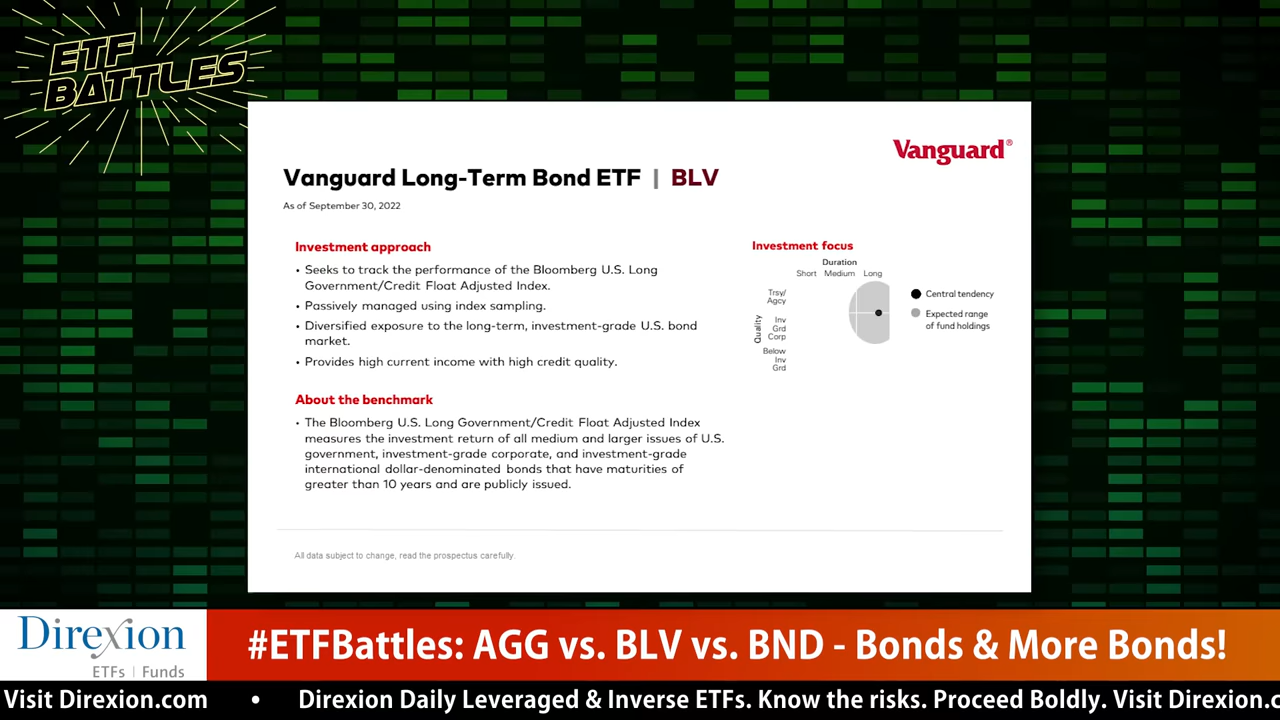 ETF
BATTLES
Vanguard®
Vanguard Long-Term Bond ETF | BLV
As of September 30, 2022
Investment approach
• Seeks to track the performance of the Bloomberg U.S. Long
Government/Credit Float Adjusted Index.
• Passively managed using index sampling.
• Diversified exposure to the long-term, investment-grade U.S. bond
market.
• Provides high current income with high credit quality.
About the benchmark
• The Bloomberg U.S. Long Government/Credit Float Adjusted Index
measures the investment return of all medium and larger issues of U.S.
government, investment-grade corporate, and investment-grade
international dollar-denominated bonds that have maturities of
greater than 10 years and are publicly issued.
Investment focus
Duration
Short Medium Long
Quality
Trsy/
Agcy
Inv
Grd
Corp
Below
Inv
Grd
Central tendency
Expected range
of fund holdings
All data subject to change, read the prospectus carefully.
Direxion
ETFs | Funds
#ETFBattles: AGG vs. BLV vs. BND - Bonds & More Bonds!
Visit Direxion.com • Direxion Daily Leveraged & Inverse ETFs. Know the risks. Proceed Boldly. Visit Direxion.c